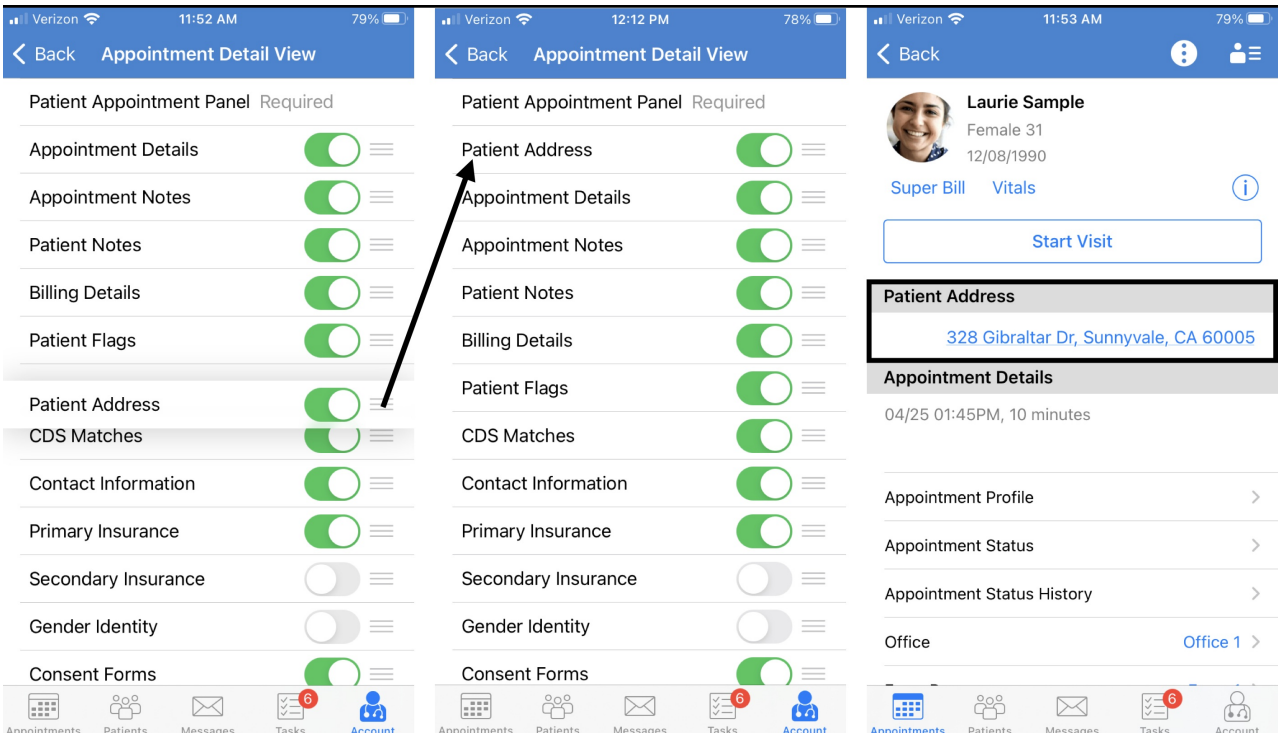 Verizon 11:52 AM 79%
Back Appointment Detail View
Patient Appointment Panel Required
Appointment Details
Appointment Notes
Patient Notes
Billing Details
Patient Flags
Patient Address
CDS Matches
Contact Information
Primary Insurance
Secondary Insurance
Gender Identity
Consent Forms
6
Appointments Patients Messages Tasks Account
Verizon 12:12 PM 78%
Back Appointment Detail View
Patient Appointment Panel Required
Patient Address
Appointment Details
Appointment Notes
Patient Notes
Billing Details
Patient Flags
CDS Matches
Contact Information
Primary Insurance
Secondary Insurance
Gender Identity
Consent Forms
6
Appointments Patients Messages Tasks Account
Verizon 11:53 AM 79%
Back
Laurie Sample
Female 31
12/08/1990
Super Bill Vitals
Start Visit
Patient Address
328 Gibraltar Dr, Sunnyvale, CA 60005
Appointment Details
04/25 01:45PM, 10 minutes
Appointment Profile
Appointment Status
Appointment Status History
Office Office 1
6
Appointments Patients Messages Tasks Account